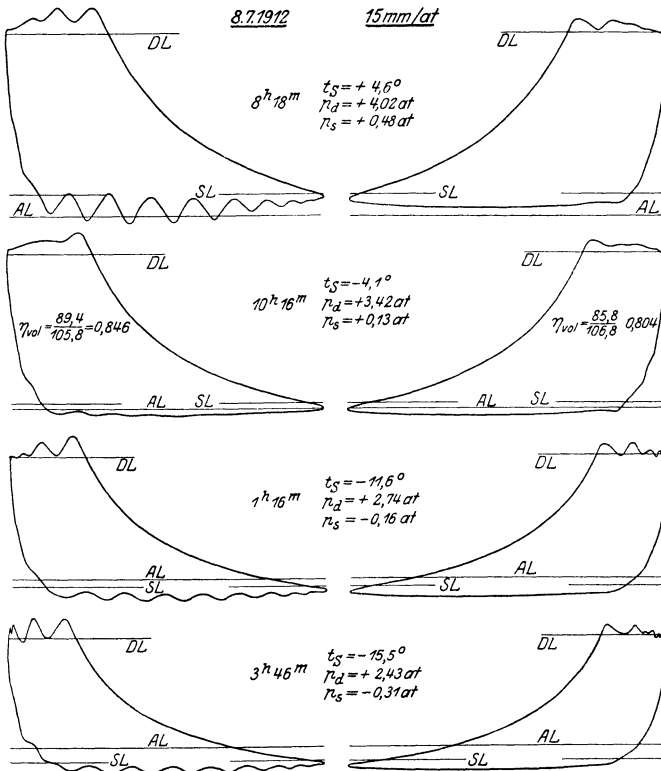 8.7.1912 15mm/at
DL DL
8h 18m
tS = + 4,6°
pd = + 4,02 at
ps = + 0,48 at
SL SL
AL AL
DL DL
10h 16m
tS = −4,1°
pd = +3,42 at
ps = +0,13 at
ηvol = 89,4/105,8 = 0,846
85,8/106,8 0,804 ηvol =
AL SL AL SL
DL DL
1h 16m
tS = −11,6°
pd = + 2,74 at
ps = −0,16 at
AL AL
SL SL
DL DL
3h 46m
tS = −15,5°
pd = + 2,43 at
ps = −0,31 at
AL AL
SL SL